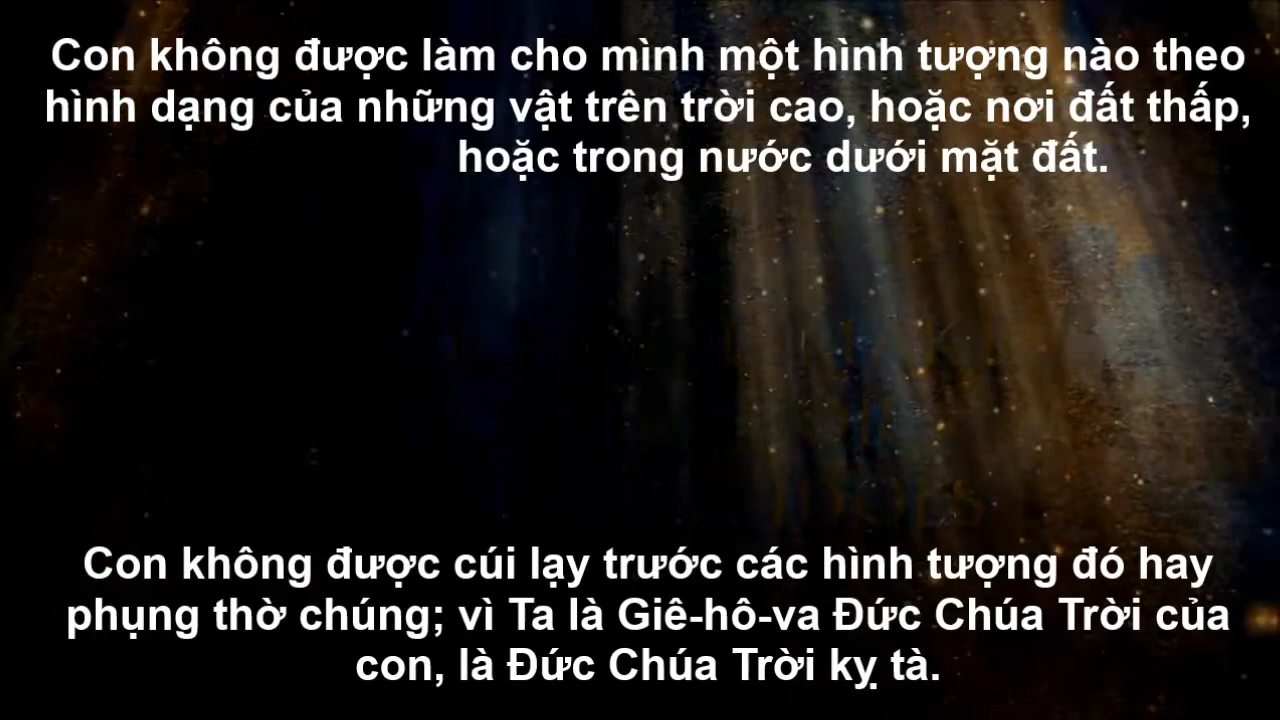 Con không được làm cho mình một hình tượng nào theo
hình dạng của những vật trên trời cao, hoặc nơi đất thấp,
hoặc trong nước dưới mặt đất.
Con không được cúi lạy trước các hình tượng đó hay
phụng thờ chúng; vì Ta là Giê-hô-va Đức Chúa Trời của
con, là Đức Chúa Trời kỵ tà.